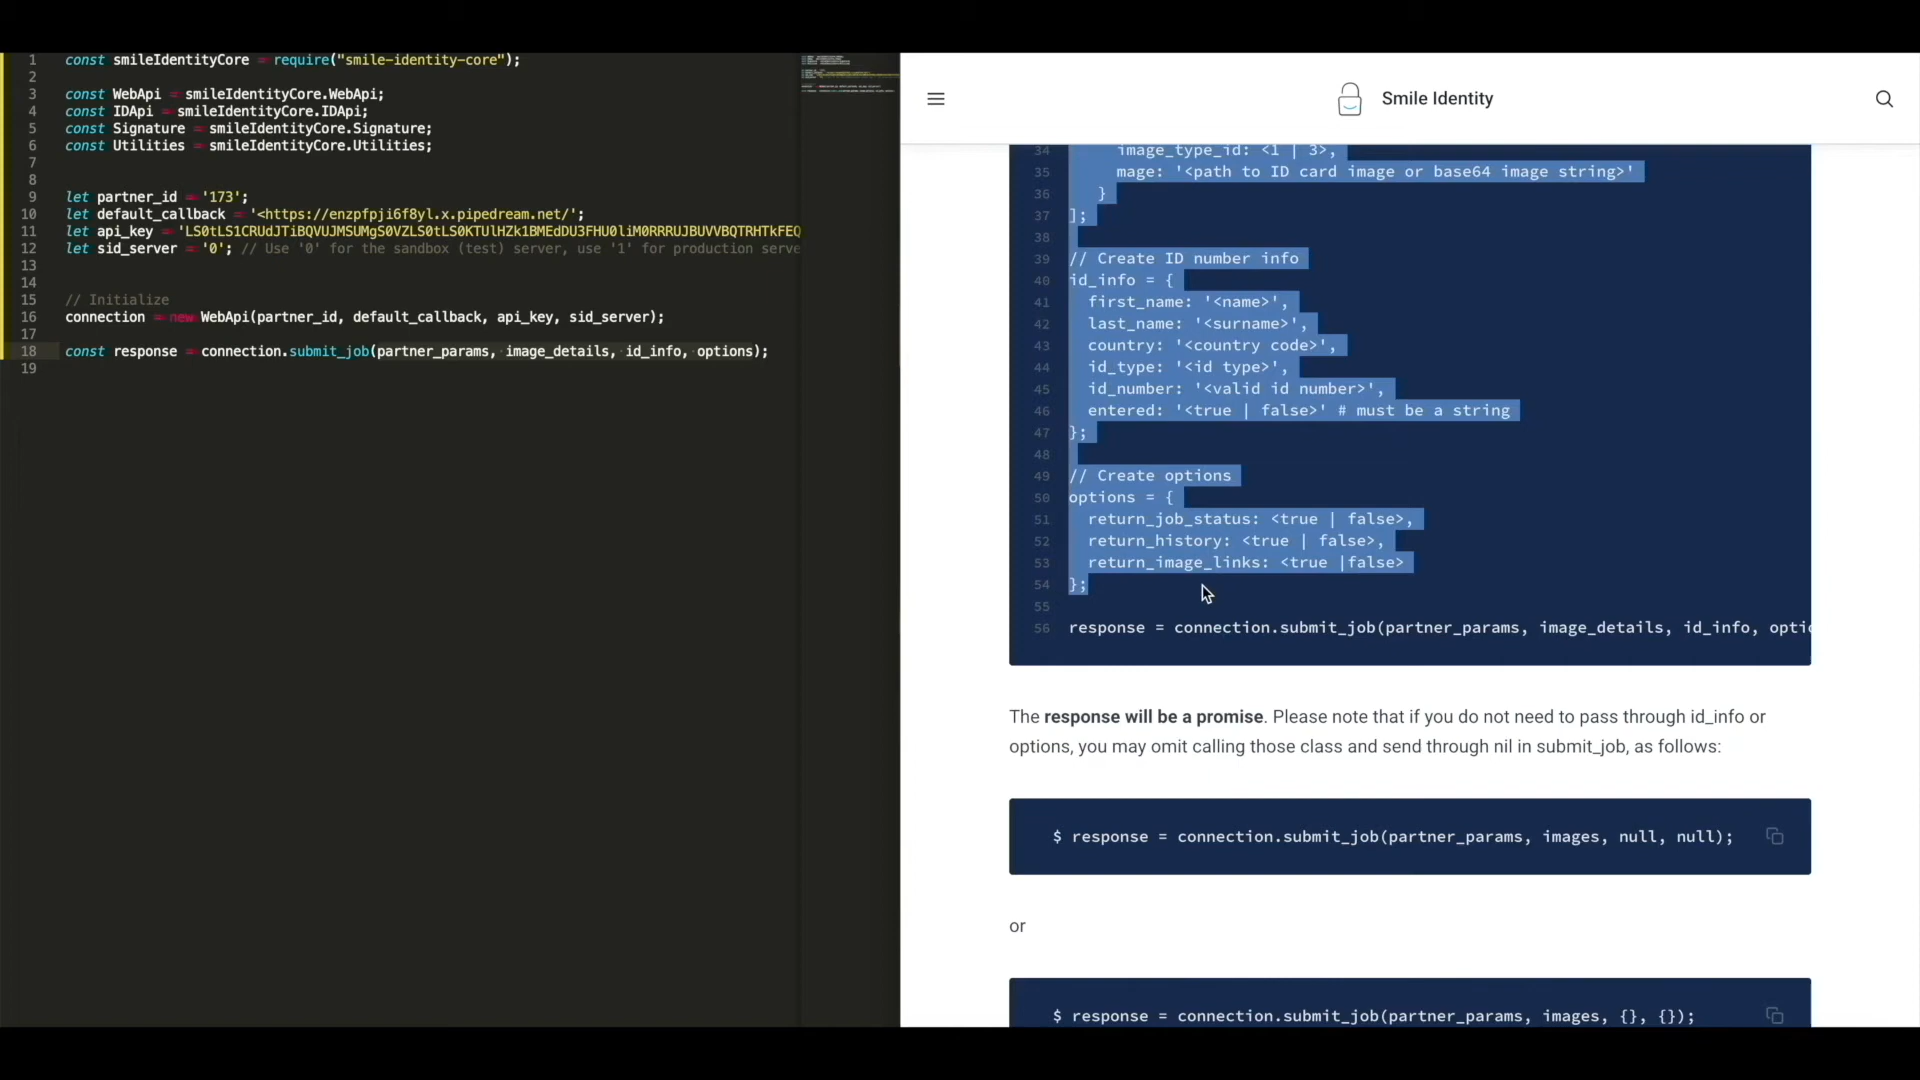 1 const smileIdentityCore = require("smile-identity-core");
2
3 const WebApi = smileIdentityCore.WebApi;
4 const IDApi = smileIdentityCore.IDApi;
5 const Signature = smileIdentityCore.Signature;
6 const Utilities = smileIdentityCore.Utilities;
7
8
9 let partner_id = '173';
10 let default_callback = '<https://enzpfpji6f8yl.x.pipedream.net/';
11 let api_key = 'LS0tLS1CRUdJTiBQVUJMSUMgS0VZLS0tLS0KTUlHZk1BMEdDU3FHU0liM0RRRUJBUVVBQTRHTkFEQ
12 let sid_server = '0'; // Use '0' for the sandbox (test) server, use '1' for production serve
13
14
15 // Initialize
16 connection = new WebApi(partner_id, default_callback, api_key, sid_server);
17
18 const response = connection.submit_job(partner_params, image_details, id_info, options);
19
Smile Identity
34 image_type_id: <1 | 3>,
35 mage: '<path to ID card image or base64 image string>'
36 }
37 ];
38
39 // Create ID number info
40 id_info = {
41 first_name: '<name>',
42 last_name: '<surname>',
43 country: '<country code>',
44 id_type: '<id type>',
45 id_number: '<valid id number>',
46 entered: '<true | false>' # must be a string
47 };
48
49 // Create options
50 options = {
51 return_job_status: <true | false>,
52 return_history: <true | false>,
53 return_image_links: <true |false>
54 };
55
56 response = connection.submit_job(partner_params, image_details, id_info, optio
The response will be a promise. Please note that if you do not need to pass through id_info or
options, you may omit calling those class and send through nil in submit_job, as follows:
$ response = connection.submit_job(partner_params, images, null, null);
or
$ response = connection.submit_job(partner_params, images, {}, {});